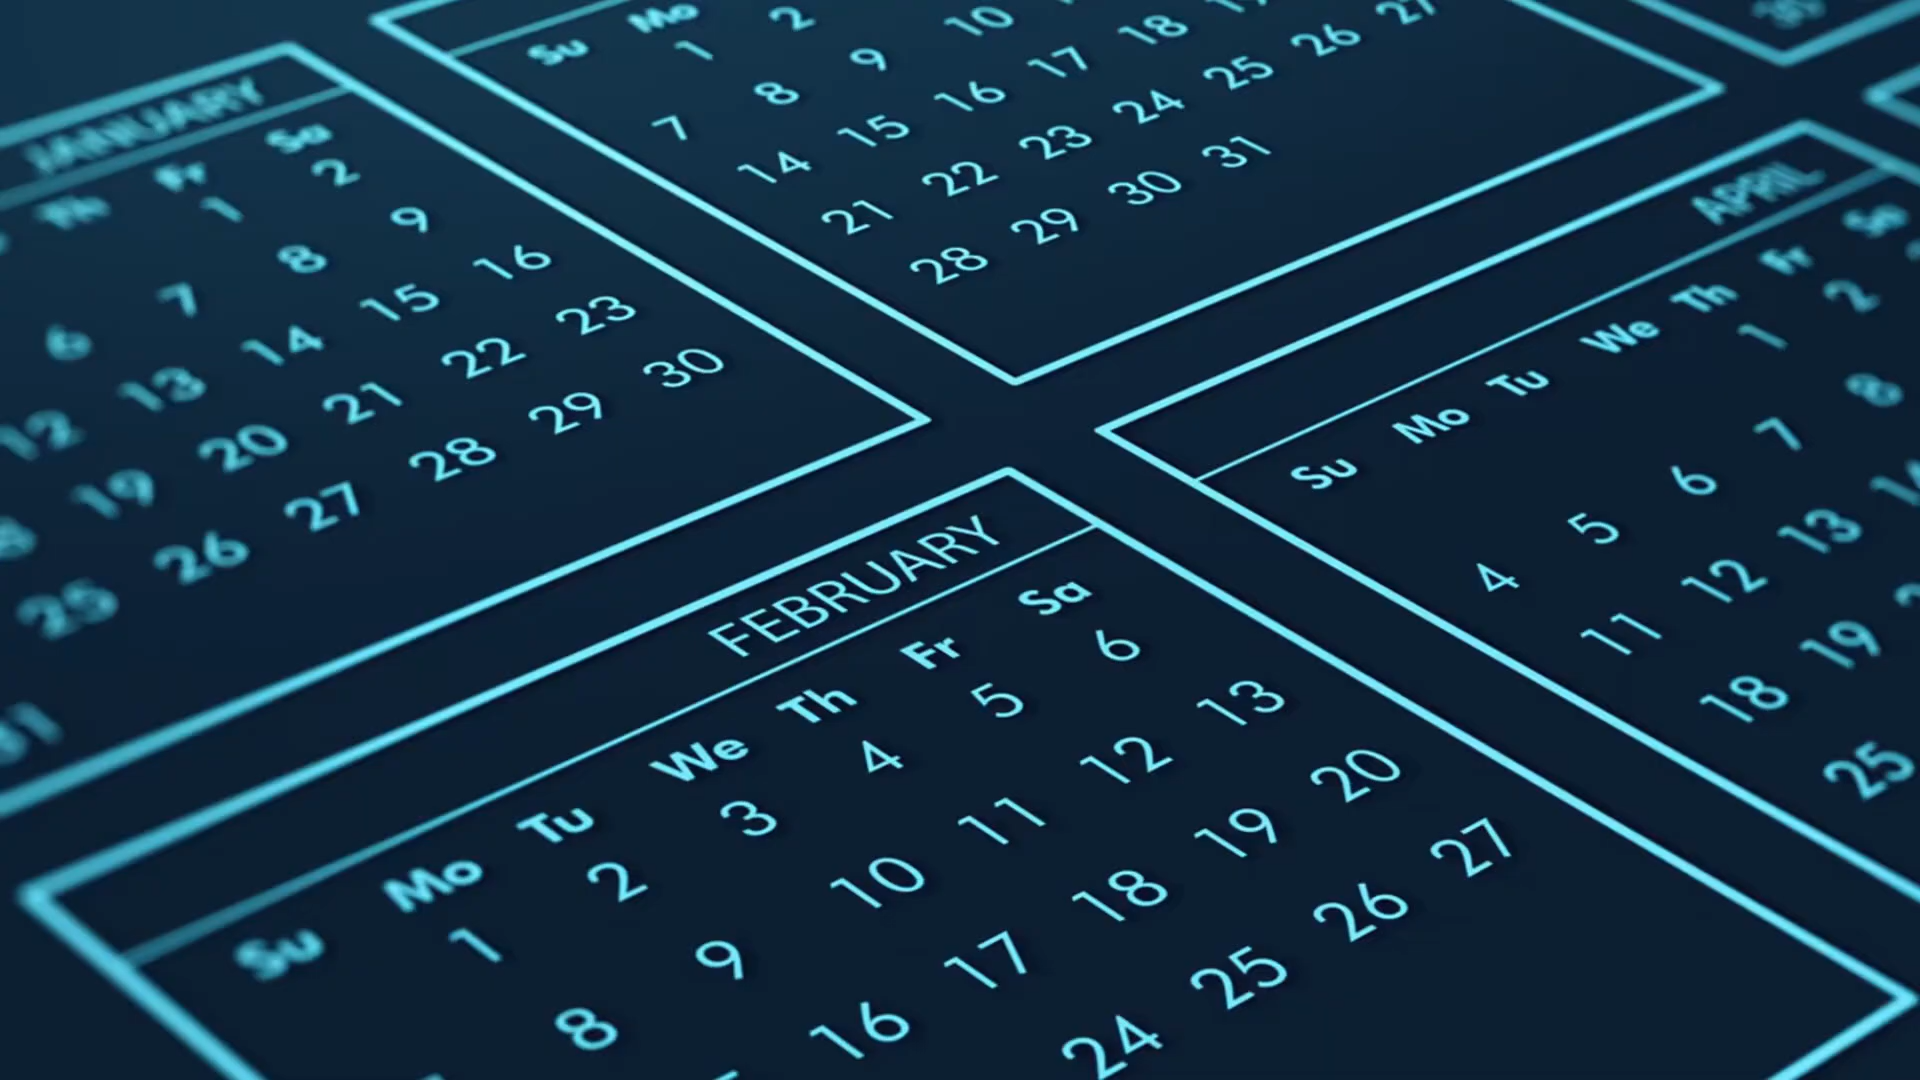 JANUARY
Th Fr Sa
1 2
6 7 8 9
12 13 14 15 16
19 20 21 22 23
25 26 27 28 29 30
31
Su Mo
1 2
7 8 9 10
14 15 16 17 18
21 22 23 24 25 26 27
28 29 30 31
FEBRUARY
Su Mo Tu We Th Fr Sa
1 2 3 4 5 6
8 9 10 11 12 13
16 17 18 19 20
24 25 26 27
APRIL
Su Mo Tu We Th Fr Sa
1 2
4 5 6 7 8
11 12 13
18 19
25
30